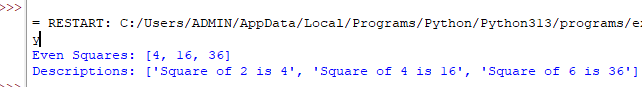 >>>
= RESTART: C:/Users/ADMIN/AppData/Local/Programs/Python/Python313/programs/e
y
Even Squares: [4, 16, 36]
Descriptions: ['Square of 2 is 4', 'Square of 4 is 16', 'Square of 6 is 36']
>>>